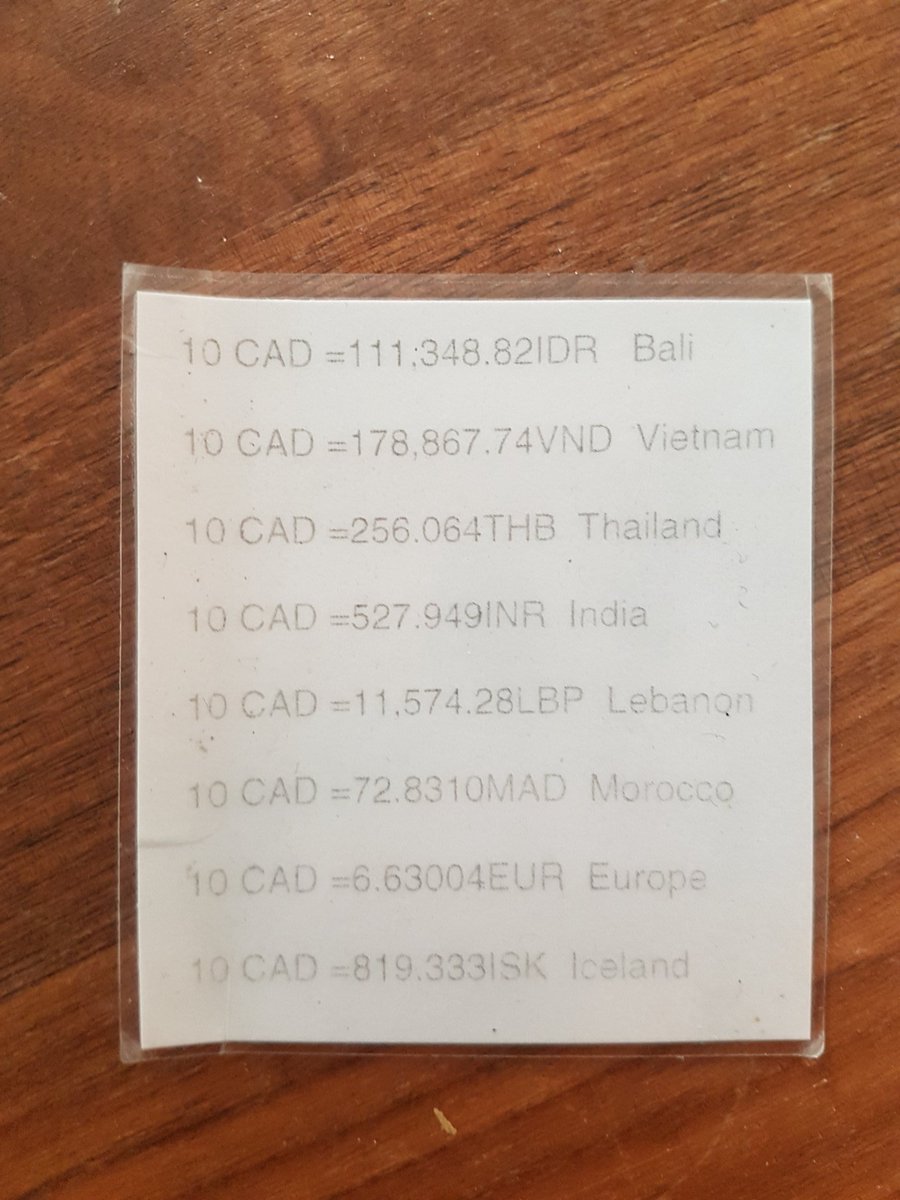 10 CAD =111,348.82IDR Bali
10 CAD =178,867.74VND Vietnam
10 CAD =256.064THB Thailand
10 CAD =527.949INR India
10 CAD =11,574.28LBP Lebanon
10 CAD =72.8310MAD Morocco
10 CAD =6.63004EUR Europe
10 CAD =819.333ISK Iceland